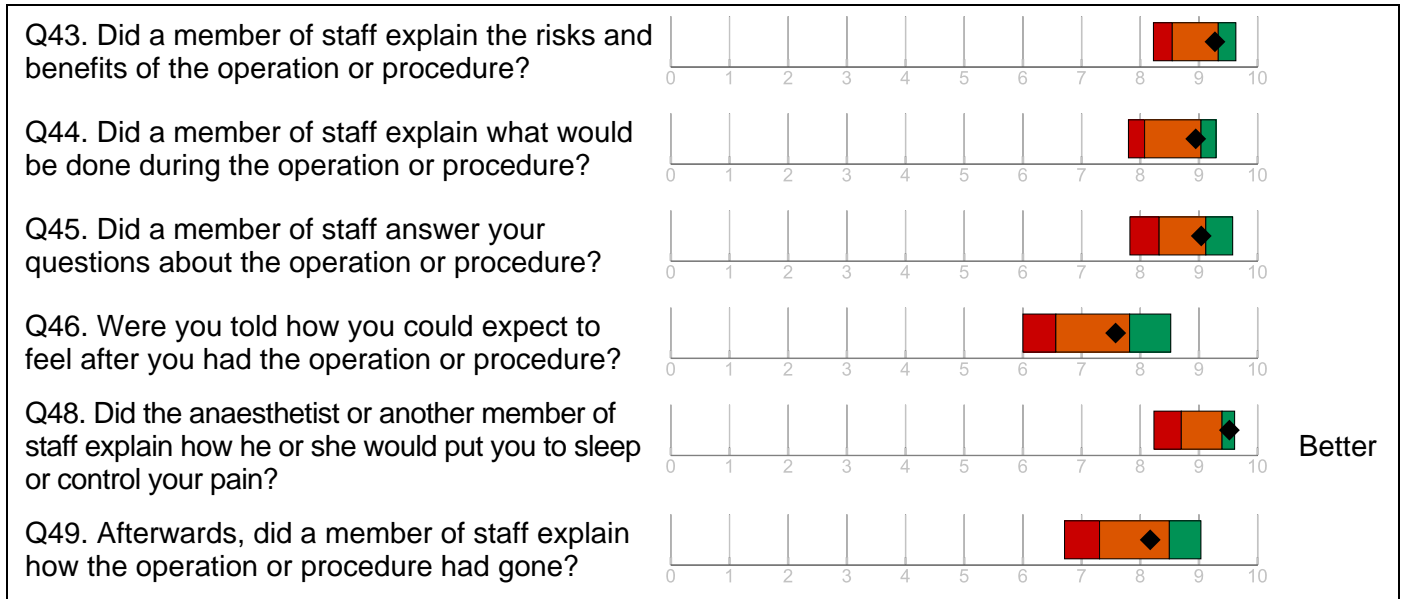 Q43. Did a member of staff explain the risks and
benefits of the operation or procedure?
0 1 2 3 4 5 6 7 8 9 10
Q44. Did a member of staff explain what would
be done during the operation or procedure?
0 1 2 3 4 5 6 7 8 9 10
Q45. Did a member of staff answer your
questions about the operation or procedure?
0 1 2 3 4 5 6 7 8 9 10
Q46. Were you told how you could expect to
feel after you had the operation or procedure?
0 1 2 3 4 5 6 7 8 9 10
Q48. Did the anaesthetist or another member of
staff explain how he or she would put you to sleep
or control your pain?
0 1 2 3 4 5 6 7 8 9 10
Better
Q49. Afterwards, did a member of staff explain
how the operation or procedure had gone?
0 1 2 3 4 5 6 7 8 9 10